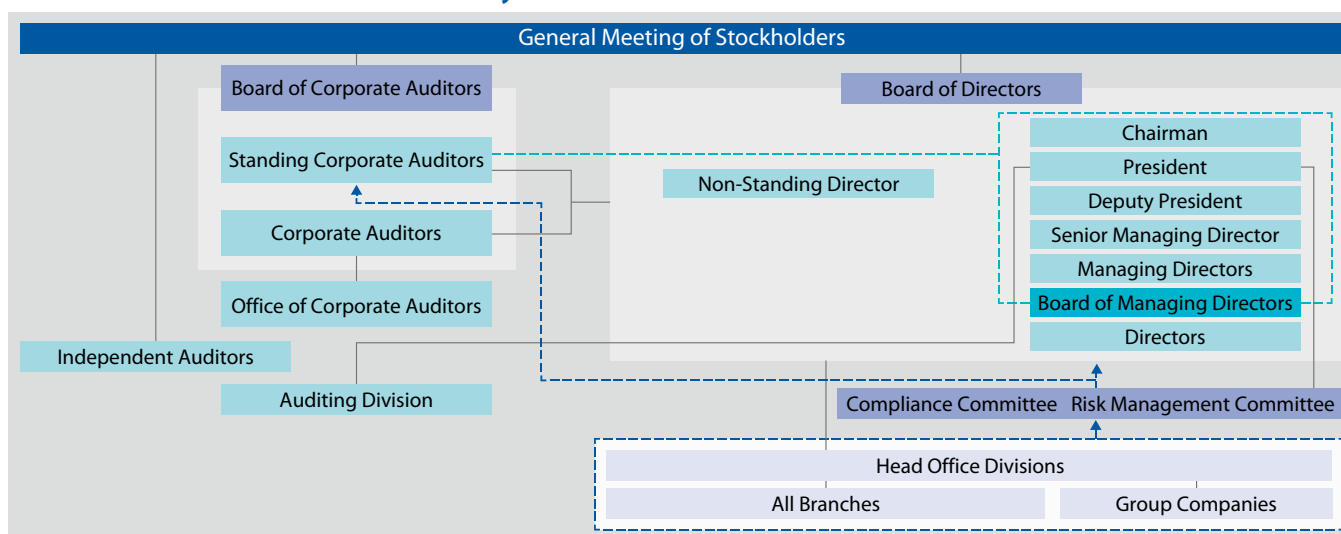 General Meeting of Stockholders
Board of Corporate Auditors
Board of Directors
Standing Corporate Auditors
Chairman
President
Non-Standing Director
Deputy President
Corporate Auditors
Senior Managing Director
Managing Directors
Office of Corporate Auditors
Board of Managing Directors
Directors
Independent Auditors
Auditing Division
Compliance Committee
Risk Management Committee
Head Office Divisions
All Branches
Group Companies